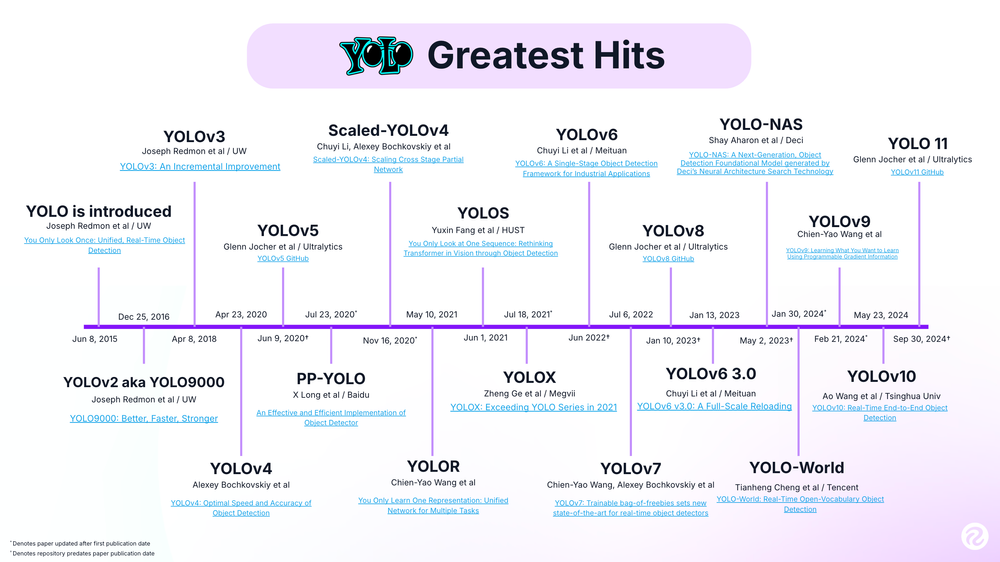 YOLO Greatest Hits
YOLOv3
Joseph Redmon et al / UW
YOLOv3: An Incremental Improvement
Scaled-YOLOv4
Chuyi Li, Alexey Bochkovskiy et al
Scaled-YOLOv4: Scaling Cross Stage Partial
Network
YOLOv6
Chuyi Li et al / Meituan
YOLOv6: A Single-Stage Object Detection
Framework for Industrial Applications
YOLO-NAS
Shay Aharon et al / Deci
YOLO-NAS: A Next-Generation, Object
Detection Foundational Model generated by
Deci's Neural Architecture Search Technology
YOLO 11
Glenn Jocher et al / Ultralytics
YOLOv11 GitHub
YOLO is introduced
Joseph Redmon et al / UW
You Only Look Once: Unified, Real-Time Object
Detection
YOLOv5
Glenn Jocher et al / Ultralytics
YOLOv5 GitHub
YOLOS
Yuxin Fang et al / HUST
You Only Look at One Sequence: Rethinking
Transformer in Vision through Object Detection
YOLOv8
Glenn Jocher et al / Ultralytics
YOLOv8 GitHub
YOLOv9
Chien-Yao Wang et al
YOLOv9: Learning What You Want to Learn
Using Programmable Gradient Information
Dec 25, 2016
Apr 23, 2020
Jul 23, 2020*
May 10, 2021
Jul 18, 2021*
Jul 6, 2022
Jan 13, 2023
Jan 30, 2024*
May 23, 2024
Jun 8, 2015
Apr 8, 2018
Jun 9, 2020†
Nov 16, 2020*
Jun 1, 2021
Jun 2022†
Jan 10, 2023†
May 2, 2023†
Feb 21, 2024*
Sep 30, 2024†
YOLOv2 aka YOLO9000
Joseph Redmon et al / UW
YOLO9000: Better, Faster, Stronger
PP-YOLO
X Long et al / Baidu
An Effective and Efficient Implementation of
Object Detector
YOLOX
Zheng Ge et al / Megvii
YOLOX: Exceeding YOLO Series in 2021
YOLOv6 3.0
Chuyi Li et al / Meituan
YOLOv6 v3.0: A Full-Scale Reloading
YOLOv10
Ao Wang et al / Tsinghua Univ
YOLOv10: Real-Time End-to-End Object
Detection
YOLOv4
Alexey Bochkovskiy et al
YOLOv4: Optimal Speed and Accuracy of
Object Detection
YOLOR
Chien-Yao Wang et al
You Only Learn One Representation: Unified
Network for Multiple Tasks
YOLOv7
Chien-Yao Wang, Alexey Bochkovskiy et al
YOLOv7: Trainable bag-of-freebies sets new
state-of-the-art for real-time object detectors
YOLO-World
Tianheng Cheng et al / Tencent
YOLO-World: Real-Time Open-Vocabulary Object
Detection
* Denotes paper updated after first publication date
† Denotes repository predates paper publication date